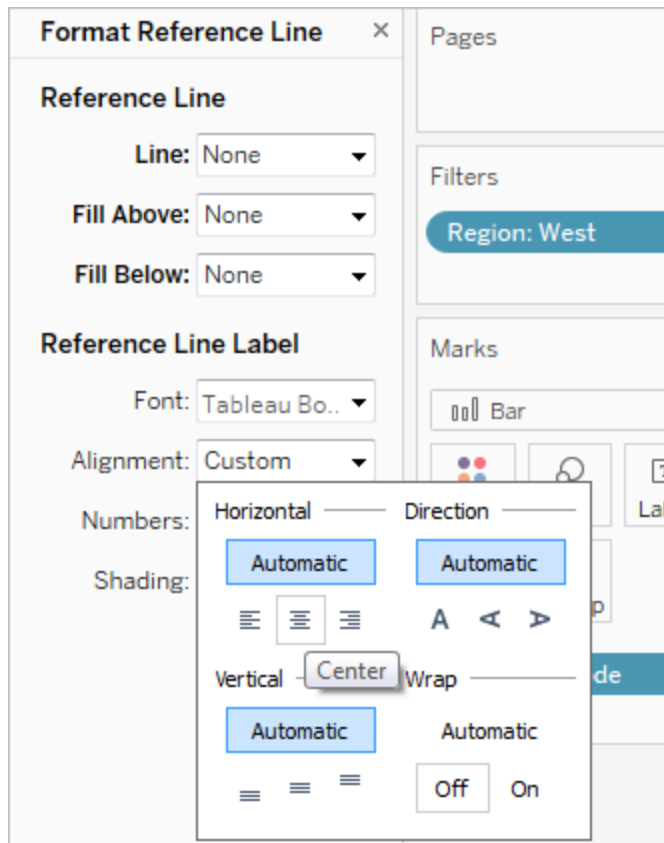 Format Reference Line ×
Reference Line
Line: None
Fill Above: None
Fill Below: None
Reference Line Label
Font: Tableau Bo..
Alignment: Custom
Numbers:
Shading:
Horizontal
Automatic
Direction
Automatic
A A A
Center
Vertical
Automatic
Wrap
Automatic
Off On
Pages
Filters
Region: West
Marks
Bar